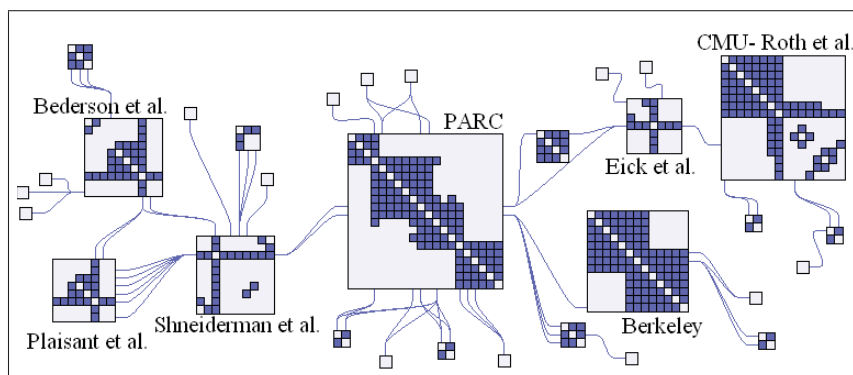 CMU- Roth et al.
Bederson et al.
PARC
Eick et al.
Shneiderman et al.
Berkeley
Plaisant et al.